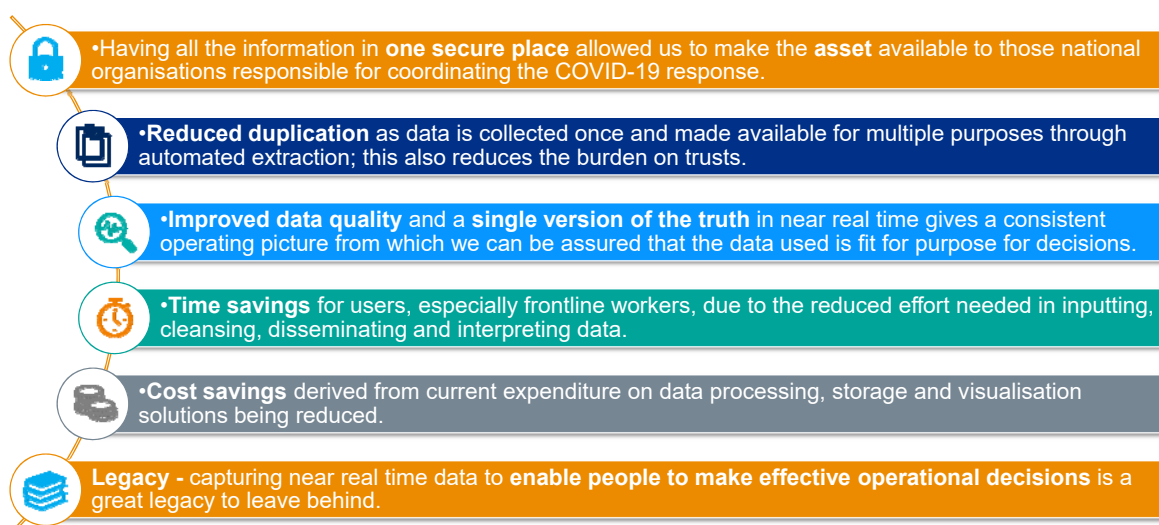 •Having all the information in one secure place allowed us to make the asset available to those national
organisations responsible for coordinating the COVID-19 response.
•Reduced duplication as data is collected once and made available for multiple purposes through
automated extraction; this also reduces the burden on trusts.
•Improved data quality and a single version of the truth in near real time gives a consistent
operating picture from which we can be assured that the data used is fit for purpose for decisions.
•Time savings for users, especially frontline workers, due to the reduced effort needed in inputting,
cleansing, disseminating and interpreting data.
•Cost savings derived from current expenditure on data processing, storage and visualisation
solutions being reduced.
Legacy - capturing near real time data to enable people to make effective operational decisions is a
great legacy to leave behind.